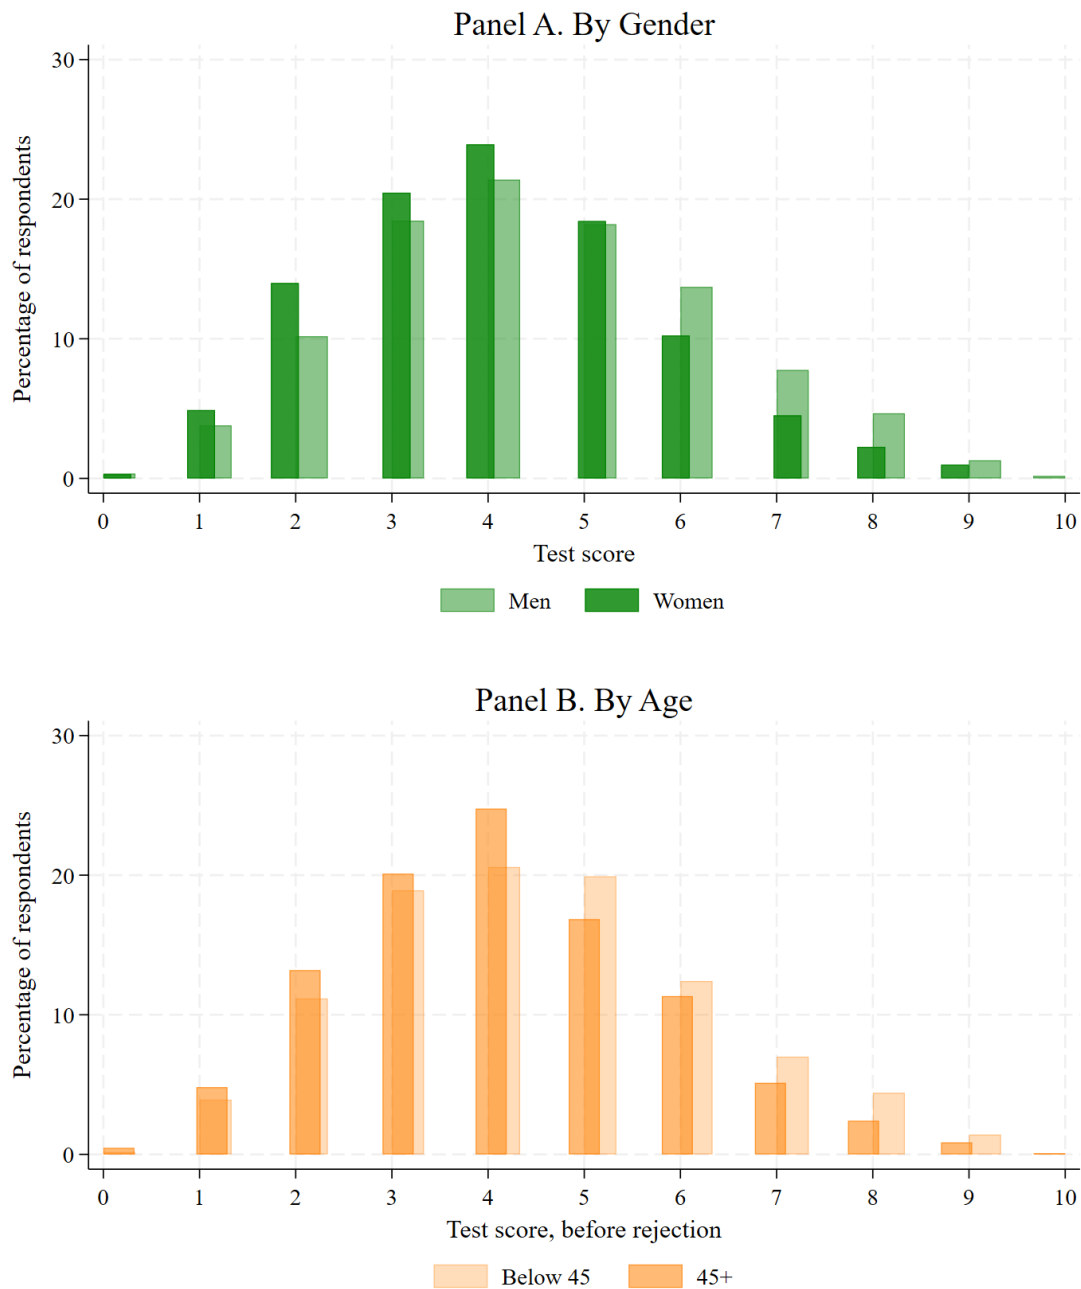 Panel A. By Gender
Percentage of respondents
30
20
10
0
0 1 2 3 4 5 6 7 8 9 10
Test score
Men Women
Panel B. By Age
Percentage of respondents
30
20
10
0
0 1 2 3 4 5 6 7 8 9 10
Test score, before rejection
Below 45 45+